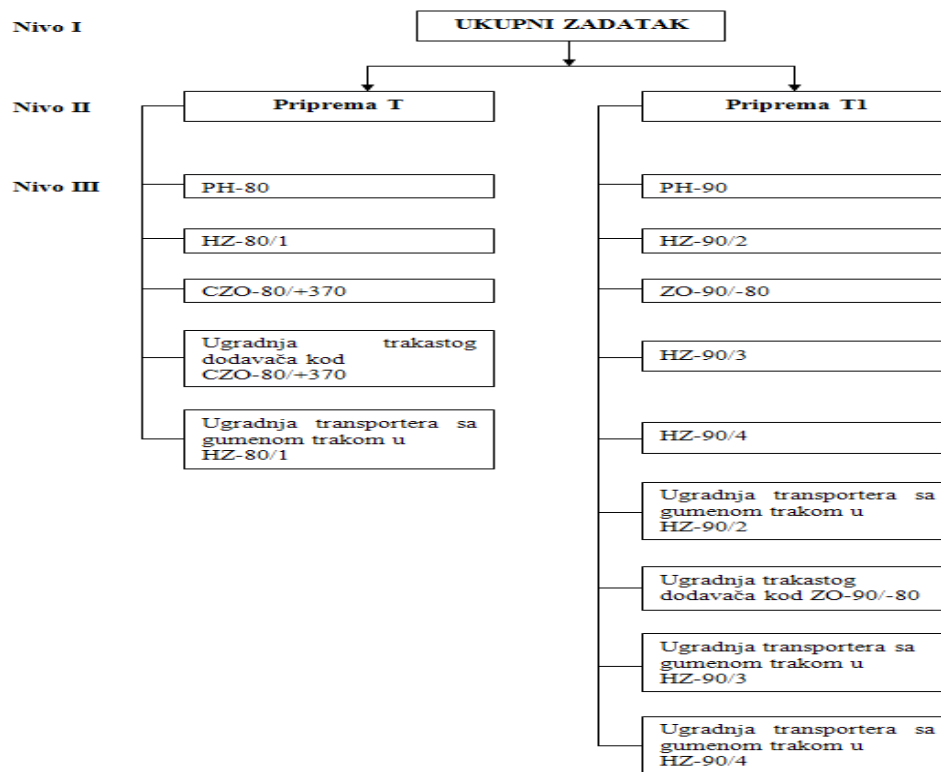 Nivo I
UKUPNI ZADATAK
Nivo II
Priprema T
Priprema T1
Nivo III
PH-80
HZ-80/1
CZO-80/+370
Ugradnja trakastog
dodavača kod
CZO-80/+370
Ugradnja transportera sa
gumenom trakom u
HZ-80/1
PH-90
HZ-90/2
ZO-90/-80
HZ-90/3
HZ-90/4
Ugradnja transportera sa
gumenom trakom u
HZ-90/2
Ugradnja trakastog
dodavača kod ZO-90/-80
Ugradnja transportera sa
gumenom trakom u
HZ-90/3
Ugradnja transportera sa
gumenom trakom u
HZ-90/4